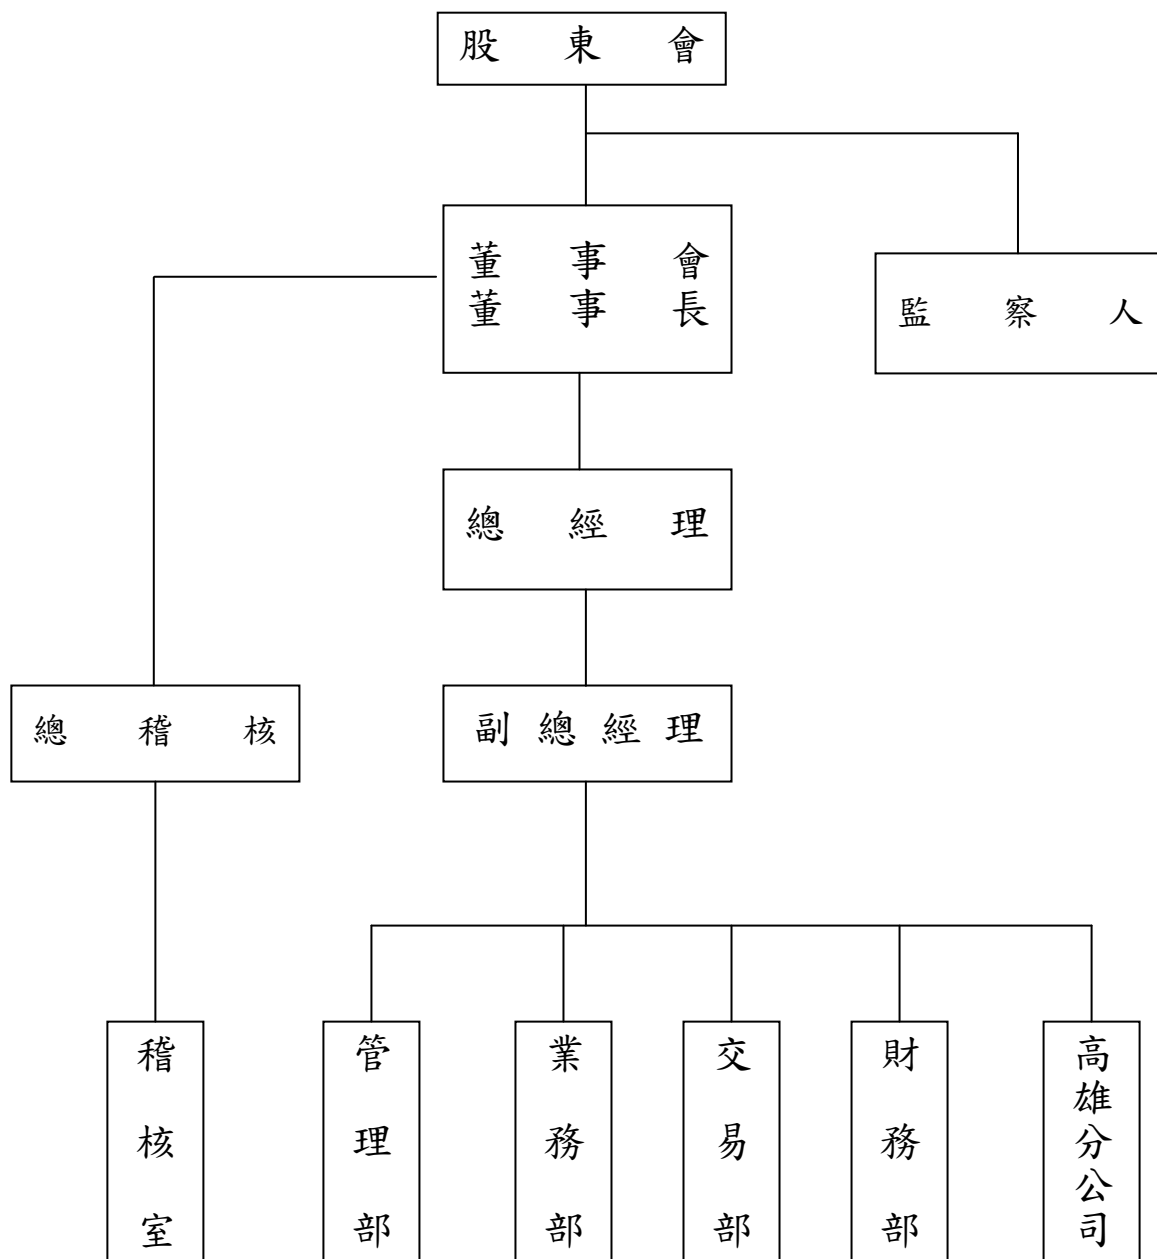 股東會
董事會
董事長
監察人
總經理
總稽核
副總經理
稽核室
管理部
業務部
交易部
財務部
高雄分公司